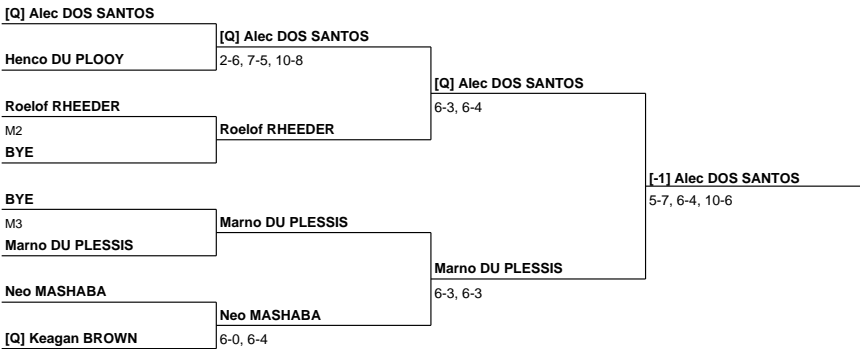 [Q] Alec DOS SANTOS
Henco DU PLOOY
Roelof RHEEDER
M2
BYE
BYE
M3
Marno DU PLESSIS
Neo MASHABA
[Q] Keagan BROWN
[Q] Alec DOS SANTOS
2-6, 7-5, 10-8
Roelof RHEEDER
Marno DU PLESSIS
Neo MASHABA
6-0, 6-4
[Q] Alec DOS SANTOS
6-3, 6-4
Marno DU PLESSIS
6-3, 6-3
[-1] Alec DOS SANTOS
5-7, 6-4, 10-6